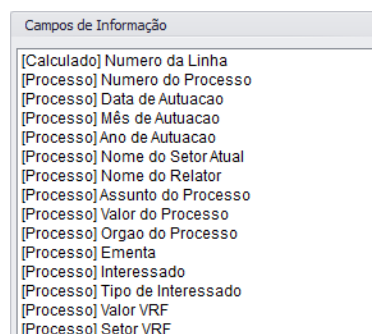 Campos de Informação
[Calculado] Numero da Linha
[Processo] Numero do Processo
[Processo] Data de Autuacao
[Processo] Mês de Autuacao
[Processo] Ano de Autuacao
[Processo] Nome do Setor Atual
[Processo] Nome do Relator
[Processo] Assunto do Processo
[Processo] Valor do Processo
[Processo] Orgao do Processo
[Processo] Ementa
[Processo] Interessado
[Processo] Tipo de Interessado
[Processo] Valor VRF
[Processo] Setor VRF